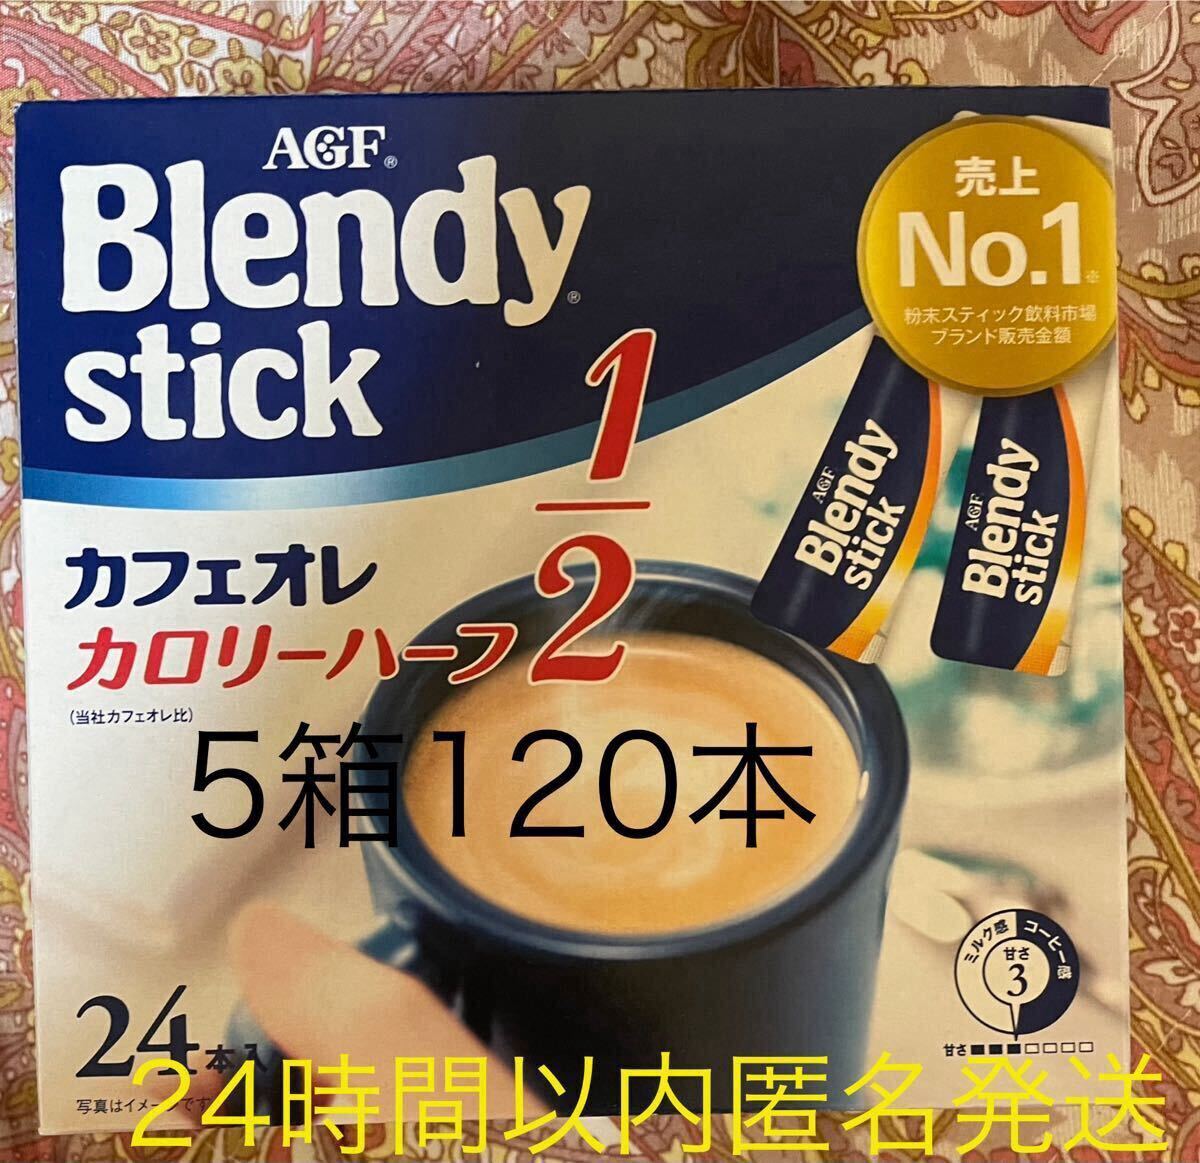 AGF®
Blendy®
stick
売上
No.1※
粉末スティック飲料市場
ブランド販売金額
AGF
Blendy
stick
AGF
Blendy
stick
1/2
カフェオレ
カロリーハーフ
(当社カフェオレ比)
5箱120本
ミルク感 コーヒー感
甘さ
3
甘さ
24本入
写真はイメージです
24時間以内匿名発送